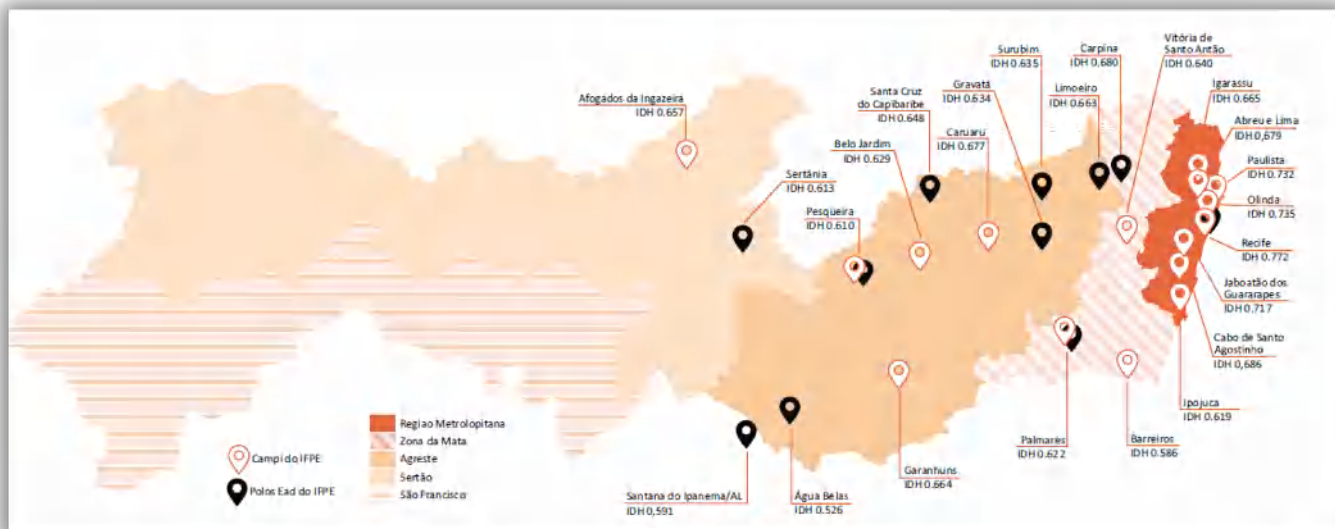 Afogados da Ingazeira
IDH 0.657
Sertânia
IDH 0.613
Pesqueira
IDH 0.610
Belo Jardim
IDH 0.629
Santa Cruz
do Capibaribe
IDH 0.648
Caruaru
IDH 0.677
Gravatá
IDH 0.634
Surubim
IDH 0.635
Limoeiro
IDH 0.663
Carpina
IDH 0.680
Vitória de
Santo Antão
IDH 0.640
Igarassu
IDH 0.665
Abreu e Lima
IDH 0,679
Paulista
IDH 0.732
Olinda
IDH 0.735
Recife
IDH 0.772
Jaboatão dos
Guararapes
IDH 0.717
Cabo de Santo
Agostinho
IDH 0,686
Ipojuca
IDH 0.619
Barreiros
IDH 0.586
Palmares
IDH 0.622
Garanhuns
IDH 0.664
Água Belas
IDH 0.526
Santana do Ipanema/AL
IDH 0,591
Campi do IFPE
Polos Ead do IFPE
Regiao Metrolopitana
Zona da Mata
Agreste
Sertão
São Francisco